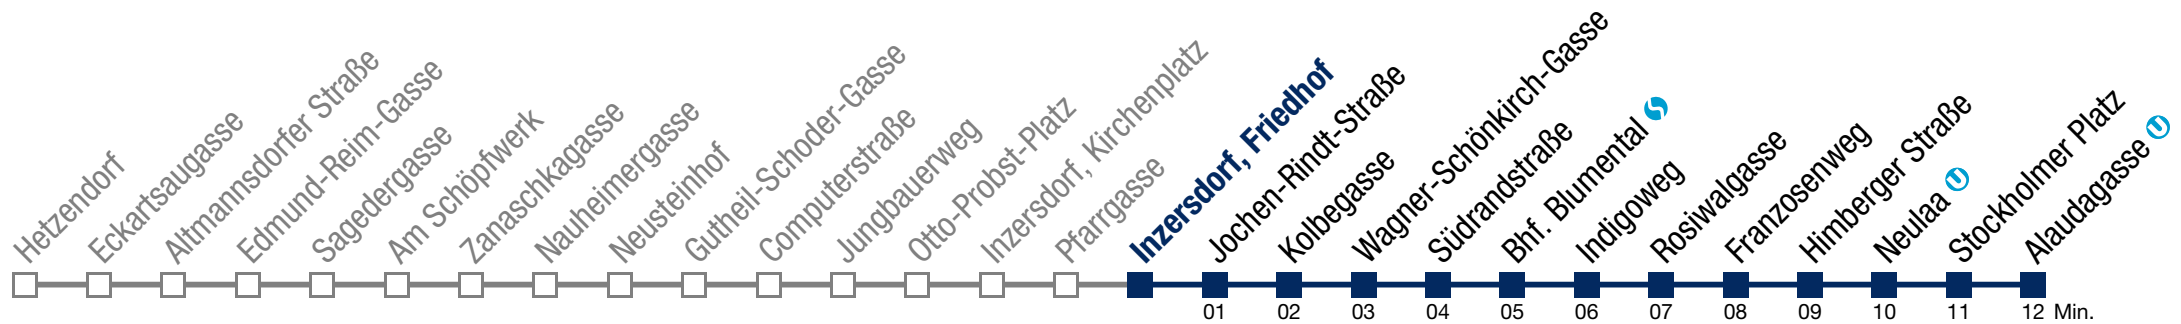 Hetzendorf
Eckartsaugasse
Altmannsdorfer Straße
Edmund-Reim-Gasse
Sagedergasse
Am Schöpfwerk
Zanaschkagasse
Nauheimergasse
Neusteinhof
Gutheil-Schoder-Gasse
Computerstraße
Jungbauerweg
Otto-Probst-Platz
Inzersdorf, Kirchenplatz
Pfarrgasse
Inzersdorf, Friedhof
Jochen-Rindt-Straße
Kolbegasse
Wagner-Schönkirch-Gasse
Südrandstraße
Bhf. Blumental S
Indigoweg
Rosiwalgasse
Franzosenweg
Himberger Straße
Neulaa U
Stockholmer Platz
Alaudagasse U
01 02 03 04 05 06 07 08 09 10 11 12 Min.